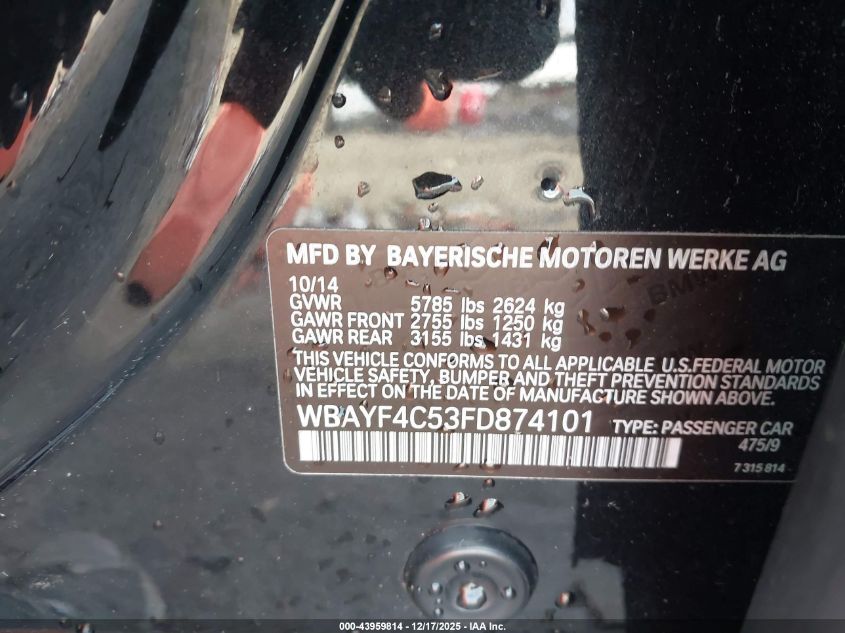 MFD BY BAYERISCHE MOTOREN WERKE AG
10/14
GVWR 5785 lbs 2624 kg
GAWR FRONT 2755 lbs 1250 kg
GAWR REAR 3155 lbs 1431 kg
THIS VEHICLE CONFORMS TO ALL APPLICABLE U.S.FEDERAL MOTOR
VEHICLE SAFETY, BUMPER AND THEFT PREVENTION STANDARDS
IN EFFECT ON THE DATE OF MANUFACTURE SHOWN ABOVE.
WBAYF4C53FD874101 TYPE: PASSENGER CAR
475/9
7 315 814
000-43959814 - 12/17/2025 - IAA Inc.